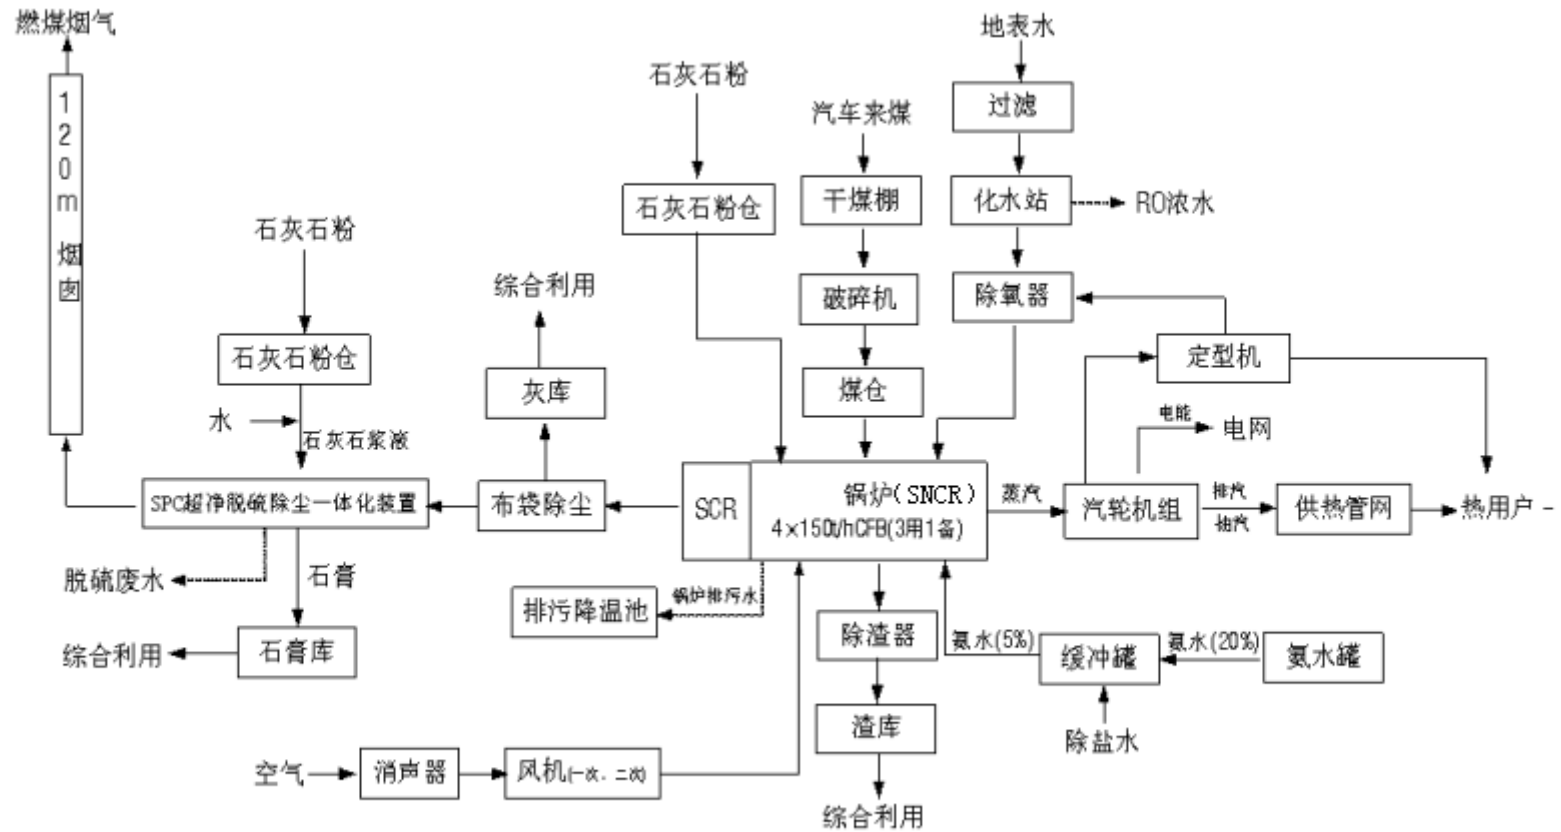 燃煤烟气
120m烟囱
地表水
石灰石粉
过滤
汽车来煤
石灰石粉仓
干煤棚
化水站
RO浓水
石灰石粉
综合利用
破碎机
除氧器
石灰石粉仓
灰库
煤仓
定型机
水
石灰石浆液
电能
电网
SPC超净脱硫除尘一体化装置
布袋除尘
SCR
锅炉(SNCR)
4×150t/hCFB(3用1备)
蒸汽
汽轮机组
排汽
抽汽
供热管网
热用户
脱硫废水
石膏
排污降温池
锅炉排污水
除渣器
氨水(5%)
缓冲罐
氨水(20%)
氨水罐
综合利用
石膏库
渣库
除盐水
空气
消声器
风机(一次、二次)
综合利用